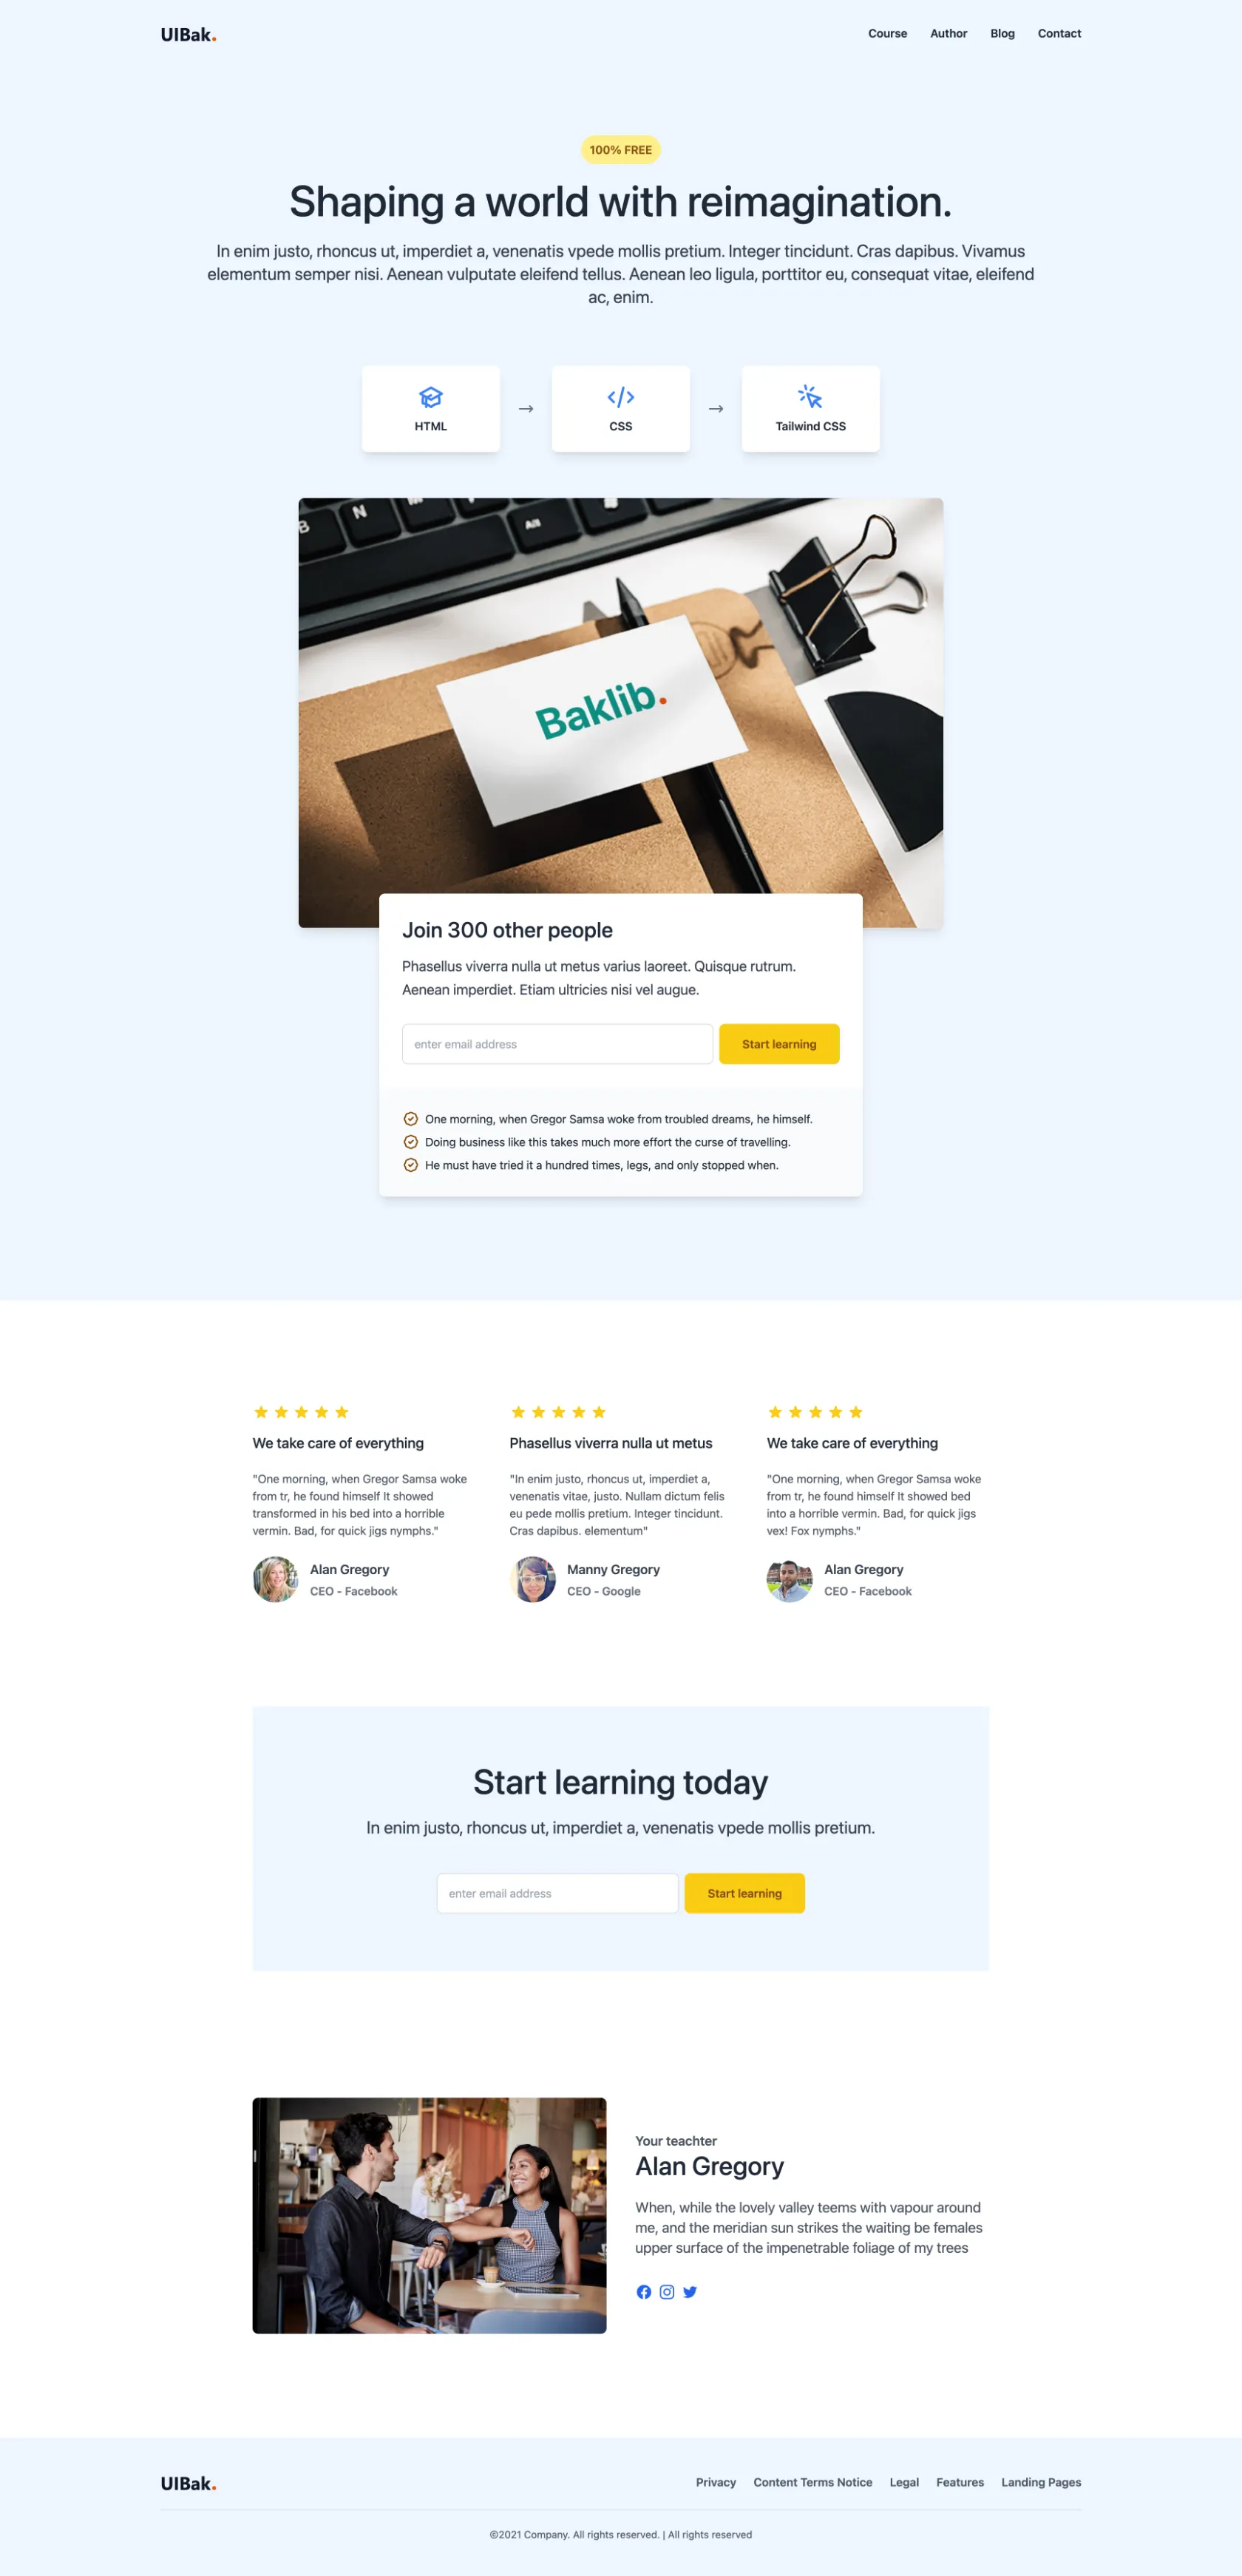 UIBak.
Course Author Blog Contact
100% FREE
Shaping a world with reimagination.
In enim justo, rhoncus ut, imperdiet a, venenatis vpede mollis pretium. Integer tincidunt. Cras dapibus. Vivamus
elementum semper nisi. Aenean vulputate eleifend tellus. Aenean leo ligula, porttitor eu, consequat vitae, eleifend
ac, enim.
HTML → CSS → Tailwind CSS
B N Alt
Baklib.
Join 300 other people
Phasellus viverra nulla ut metus varius laoreet. Quisque rutrum.
Aenean imperdiet. Etiam ultricies nisi vel augue.
enter email address
Start learning
One morning, when Gregor Samsa woke from troubled dreams, he himself.
Doing business like this takes much more effort the curse of travelling.
He must have tried it a hundred times, legs, and only stopped when.
We take care of everything
"One morning, when Gregor Samsa woke
from tr, he found himself It showed
transformed in his bed into a horrible
vermin. Bad, for quick jigs nymphs."
Alan Gregory
CEO - Facebook
Phasellus viverra nulla ut metus
"In enim justo, rhoncus ut, imperdiet a,
venenatis vitae, justo. Nullam dictum felis
eu pede mollis pretium. Integer tincidunt.
Cras dapibus. elementum"
Manny Gregory
CEO - Google
We take care of everything
"One morning, when Gregor Samsa woke
from tr, he found himself It showed bed
into a horrible vermin. Bad, for quick jigs
vex! Fox nymphs."
Alan Gregory
CEO - Facebook
Start learning today
In enim justo, rhoncus ut, imperdiet a, venenatis vpede mollis pretium.
enter email address
Start learning
Your teachter
Alan Gregory
When, while the lovely valley teems with vapour around
me, and the meridian sun strikes the waiting be females
upper surface of the impenetrable foliage of my trees
UIBak.
Privacy Content Terms Notice Legal Features Landing Pages
©2021 Company. All rights reserved. | All rights reserved